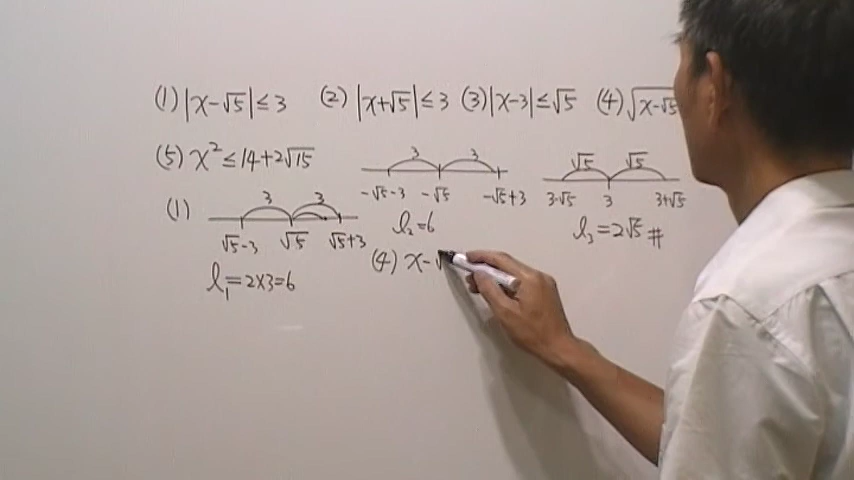 (1) |x-√5| ≤ 3 (2) |x+√5| ≤ 3 (3) |x-3| ≤ √5 (4) √x-√5
(5) x² ≤ 14+2√15
3 3
-√5-3 -√5 -√5+3
l₂=6
√5 √5
3-√5 3 3+√5
l₃=2√5 #
(1)
3 3
√5-3 √5 √5+3
l₁=2×3=6
(4) x-√